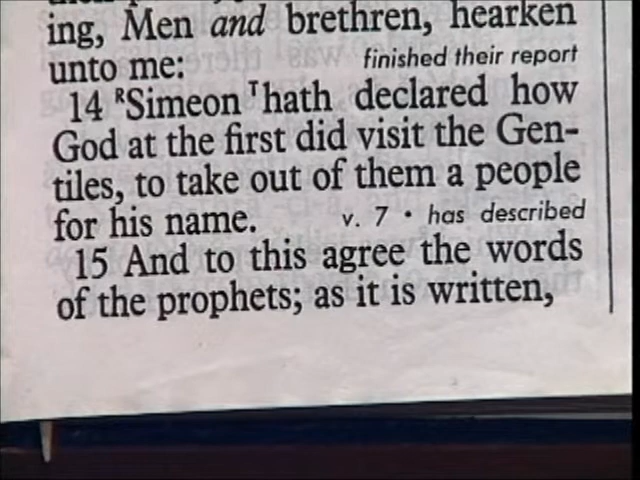 ing, Men and brethren, hearken
unto me: finished their report
14 ᴿSimeon ᵀhath declared how
God at the first did visit the Gen-
tiles, to take out of them a people
for his name. v. 7 • has described
15 And to this agree the words
of the prophets; as it is written,